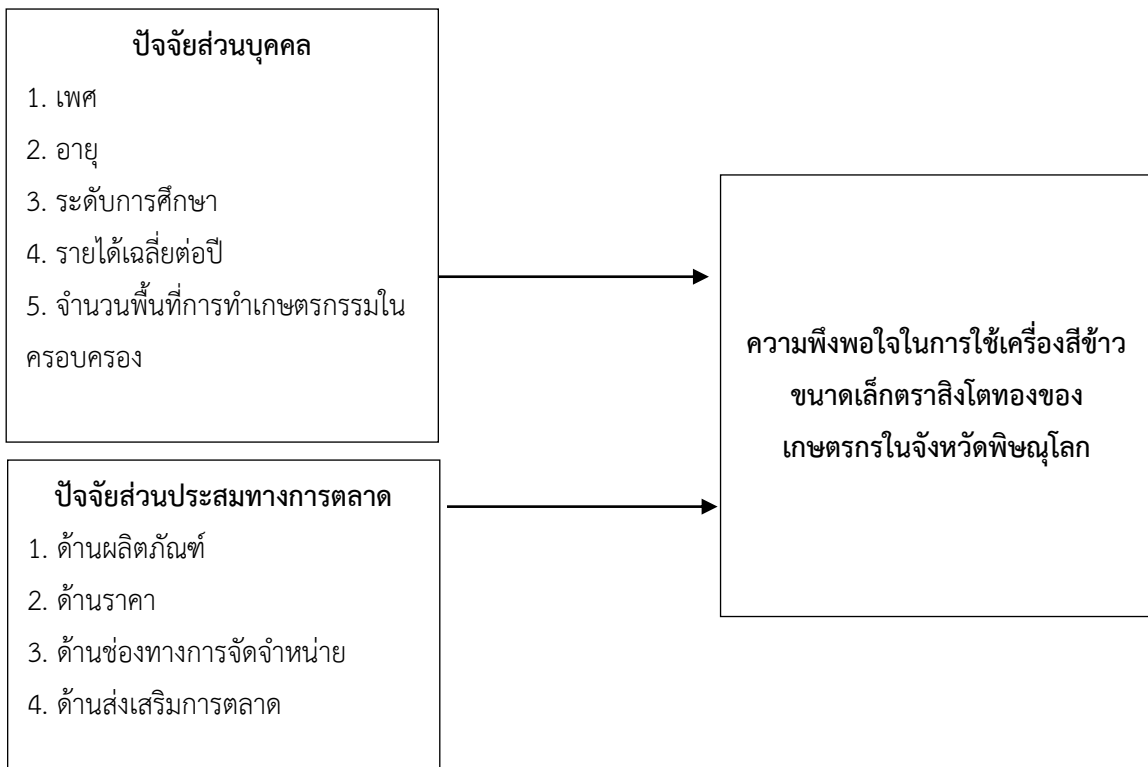 ปัจจัยส่วนบุคคล
1. เพศ
2. อายุ
3. ระดับการศึกษา
4. รายได้เฉลี่ยต่อปี
5. จำนวนพื้นที่การทำเกษตรกรรมใน
ครอบครอง
ปัจจัยส่วนประสมทางการตลาด
1. ด้านผลิตภัณฑ์
2. ด้านราคา
3. ด้านช่องทางการจัดจำหน่าย
4. ด้านส่งเสริมการตลาด
ความพึงพอใจในการใช้เครื่องสีข้าว
ขนาดเล็กตราสิงโตทองของ
เกษตรกรในจังหวัดพิษณุโลก